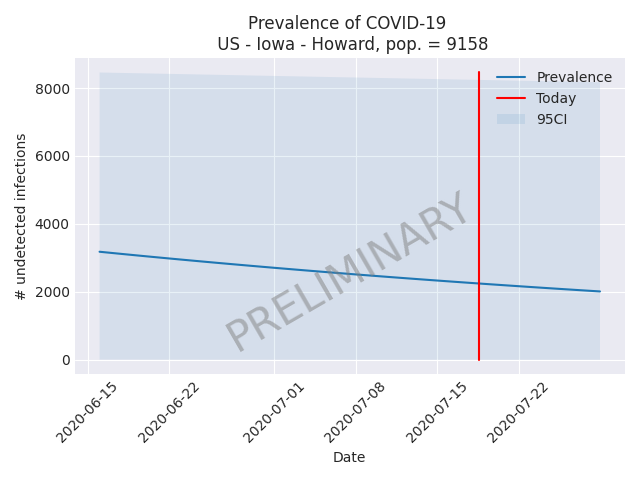 Prevalence of COVID-19
US - Iowa - Howard, pop. = 9158
Prevalence
Today
95CI
8000
6000
4000
2000
0
# undetected infections
PRELIMINARY
2020-06-15
2020-06-22
2020-07-01
2020-07-08
2020-07-15
2020-07-22
Date